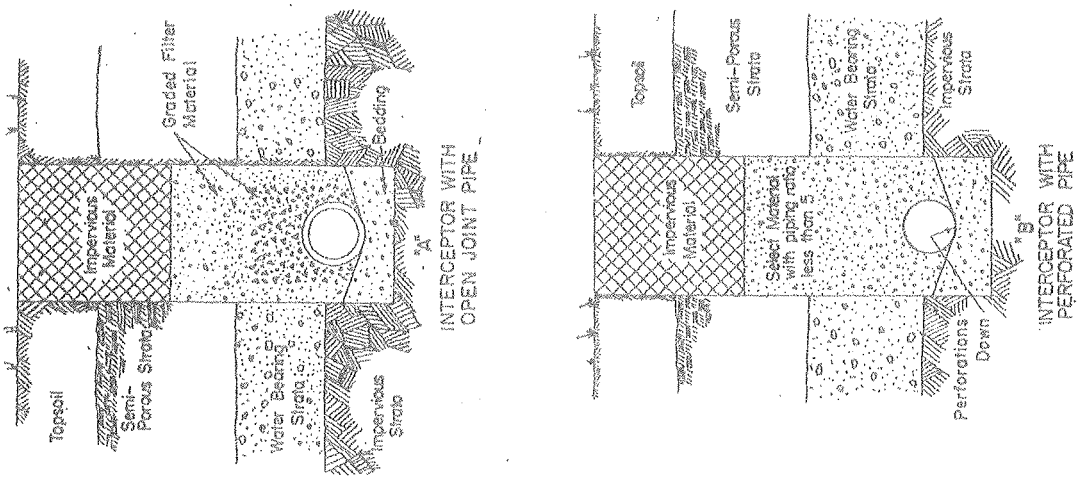 Topsoil
Semi-
Porous Strata
Water Bearing
Strata
Impervious
Strata
Impervious
Material
Graded Filter
Material
Bedding
"A"
INTERCEPTOR WITH
OPEN JOINT PIPE
Impervious
Material
Select Material
with piping ratio
less than 5
Perforations
Down
Topsoil
Semi-Porous
Strata
Water Bearing
Strata
Impervious
Strata
"B"
INTERCEPTOR WITH
PERFORATED PIPE